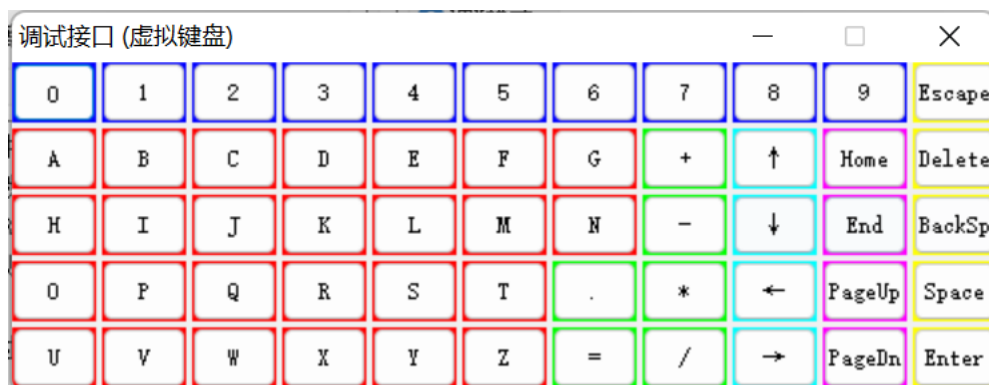 调试接口 (虚拟键盘)
0 1 2 3 4 5 6 7 8 9 Escape
A B C D E F G + ↑ Home Delete
H I J K L M N - ↓ End BackSp
O P Q R S T . * ← PageUp Space
U V W X Y Z = / → PageDn Enter